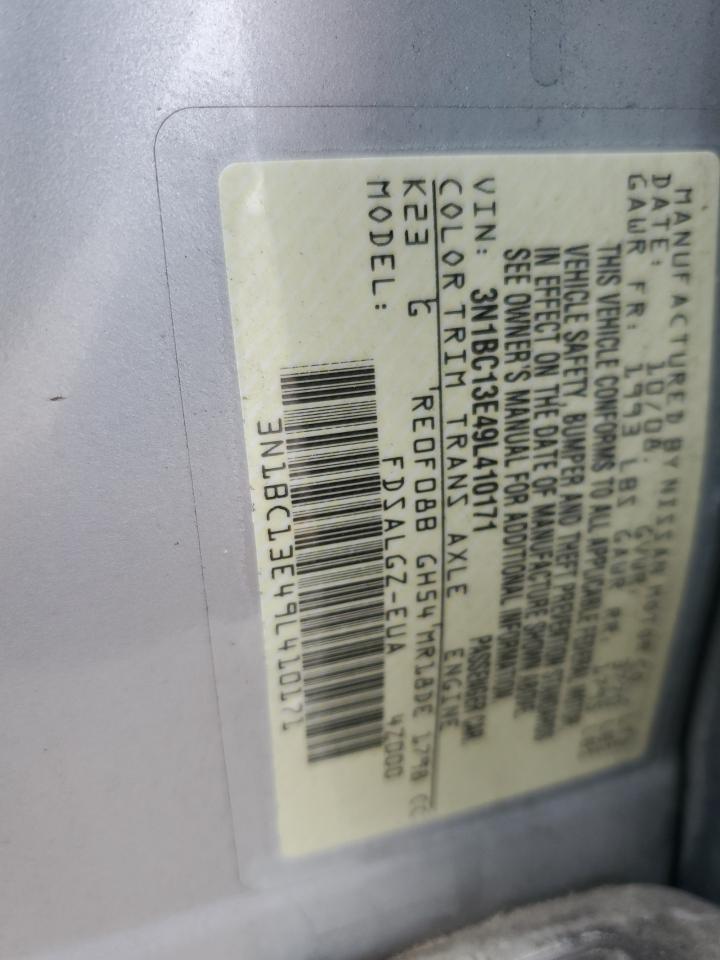 MANUFACTURED BY NISSAN MOTOR
DATE: 10/08
GAWR FR: 1993 LBS GAWR RR
THIS VEHICLE CONFORMS TO ALL APPLICABLE FEDERAL MOTOR
VEHICLE SAFETY, BUMPER AND THEFT PREVENTION STANDARDS
IN EFFECT ON THE DATE OF MANUFACTURE SHOWN ABOVE.
SEE OWNER'S MANUAL FOR ADDITIONAL INFORMATION
VIN: 3N1BC13E49L410171 PASSENGER CAR
COLOR TRIM TRANS AXLE ENGINE
K23 G RE0F08B GH54 MR18DE 1798 CC
MODEL: FDSALGZ-EUA 4Z000
3N1BC13E49L410171